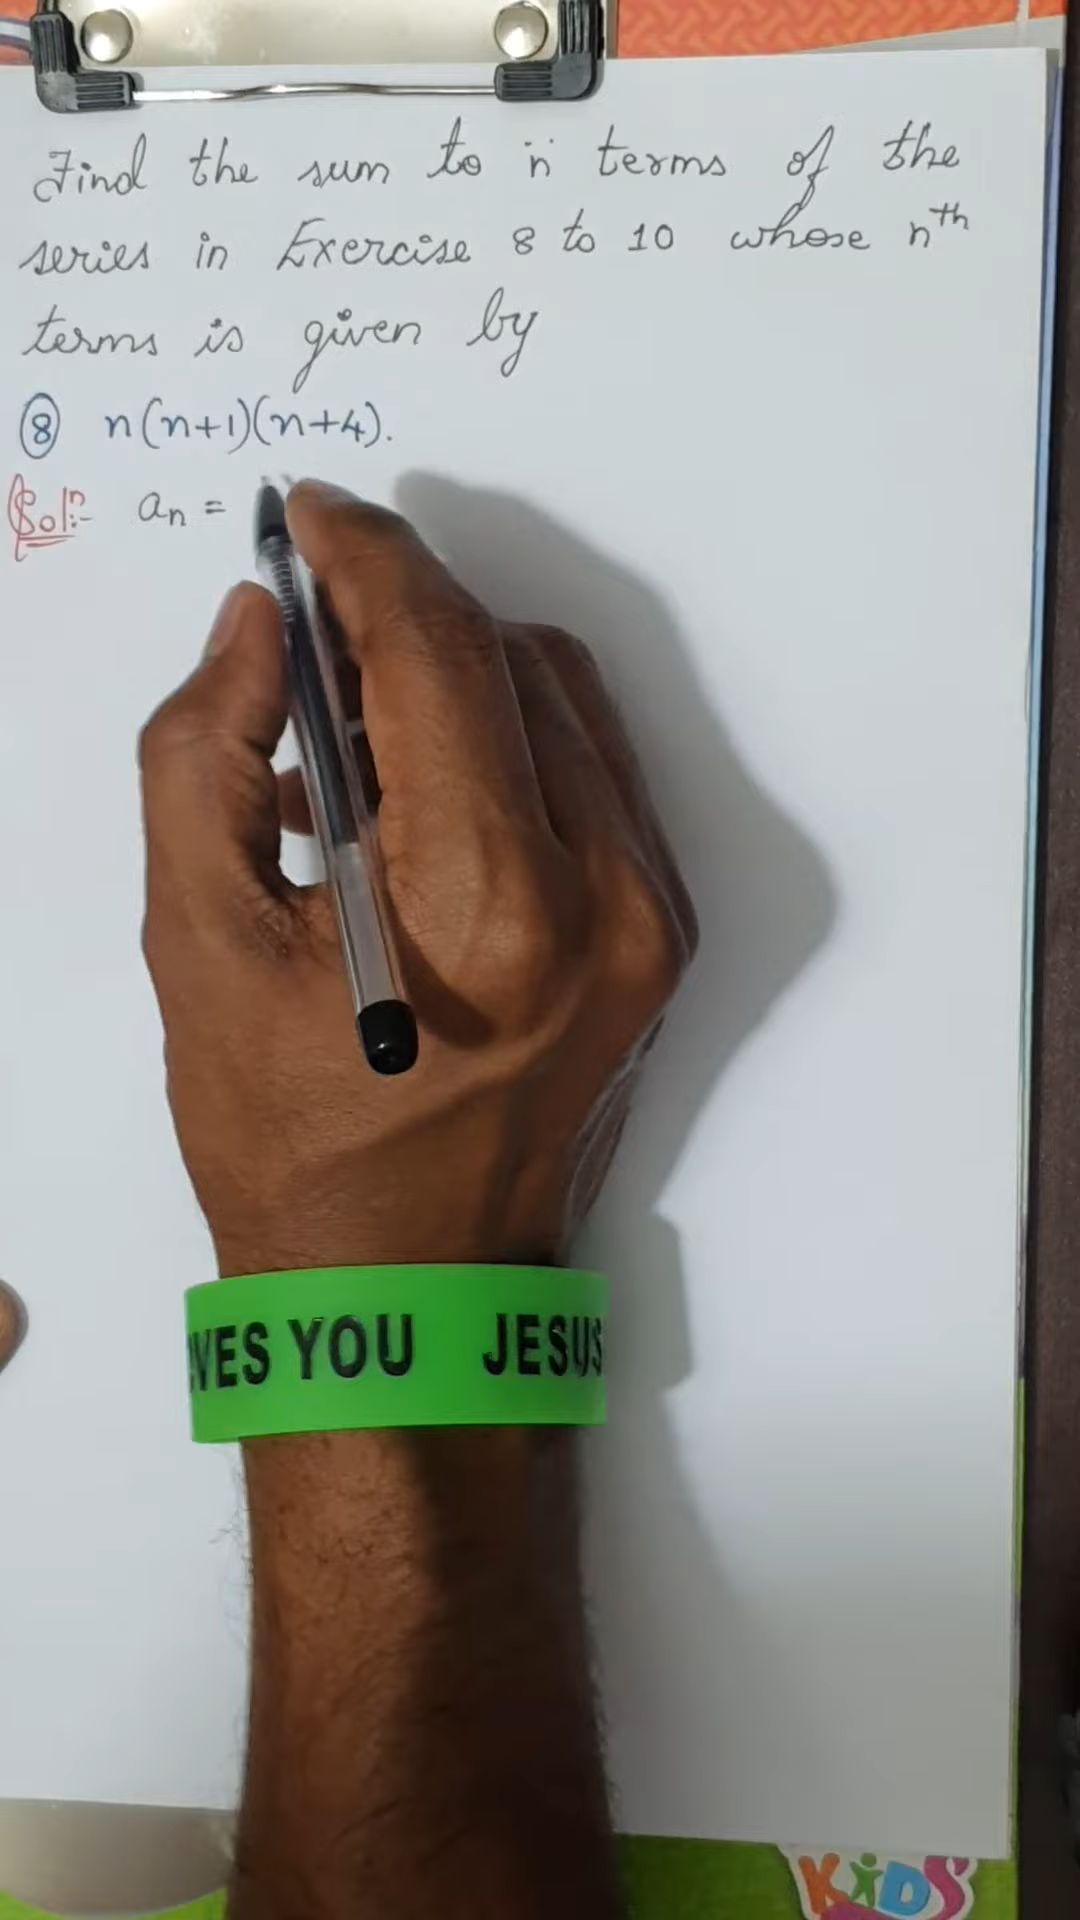 Find the sum to 'n' terms of the
series in Exercise 8 to 10 whose nth
terms is given by
⑧ n(n+1)(n+4).
Solⁿ:- aₙ =
VES YOU JESUS
KiDS